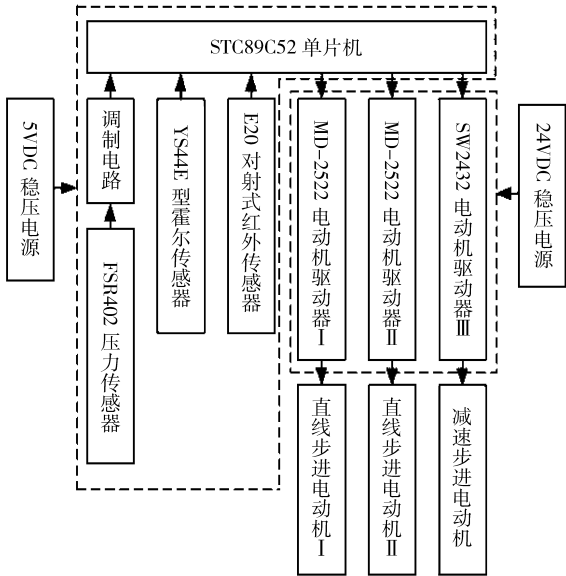 STC89C52 单片机
5VDC 稳压电源
调制电路
FSR402 压力传感器
YS44E 型霍尔传感器
E20 对射式红外传感器
MD-2522 电动机驱动器Ⅰ
MD-2522 电动机驱动器Ⅱ
SW2432 电动机驱动器Ⅲ
24VDC 稳压电源
直线步进电动机Ⅰ
直线步进电动机Ⅱ
减速步进电动机